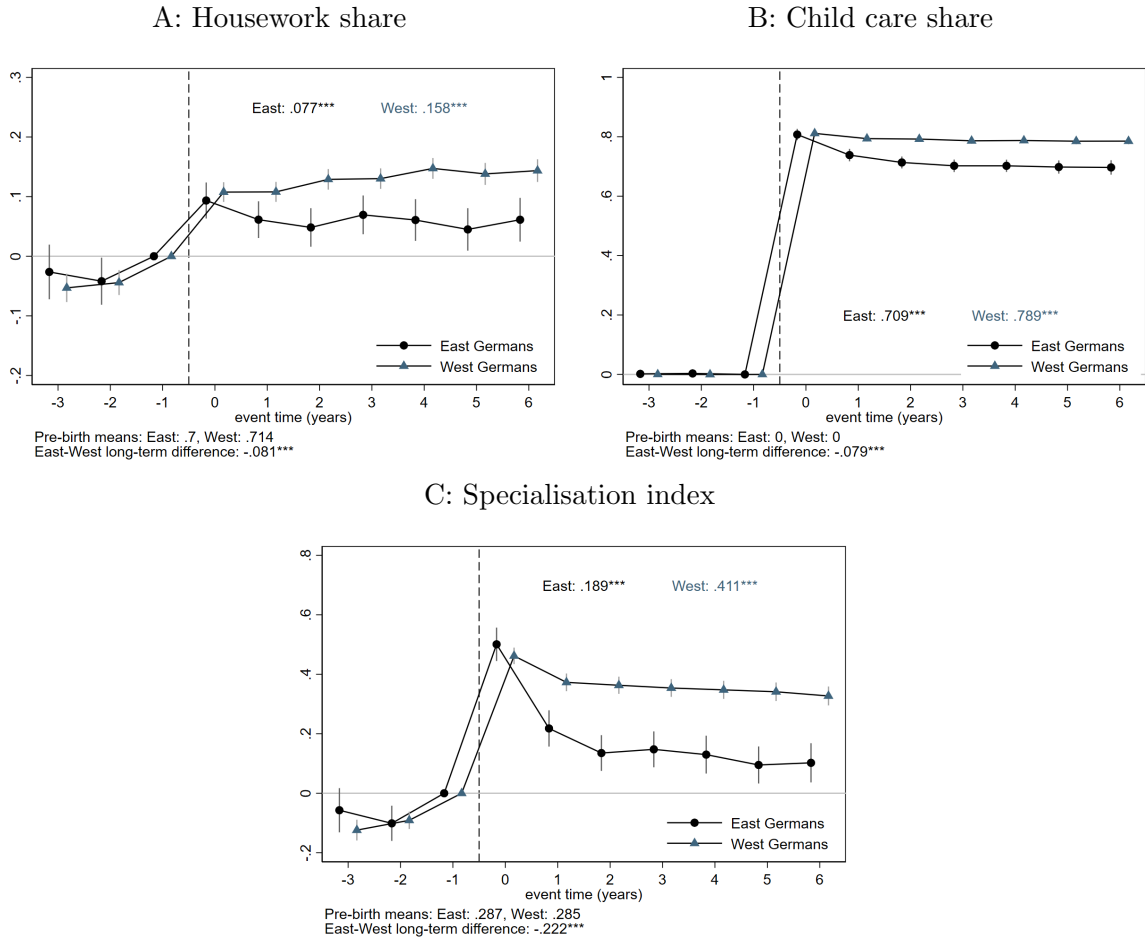 A: Housework share
.3
.2
.1
0
-.1
-.2
East: .077***
West: .158***
East Germans
West Germans
-3 -2 -1 0 1 2 3 4 5 6
event time (years)
Pre-birth means: East: .7, West: .714
East-West long-term difference: -.081***
B: Child care share
1
.8
.6
.4
.2
0
East: .709***
West: .789***
East Germans
West Germans
-3 -2 -1 0 1 2 3 4 5 6
event time (years)
Pre-birth means: East: 0, West: 0
East-West long-term difference: -.079***
C: Specialisation index
.8
.6
.4
.2
0
-.2
East: .189***
West: .411***
East Germans
West Germans
-3 -2 -1 0 1 2 3 4 5 6
event time (years)
Pre-birth means: East: .287, West: .285
East-West long-term difference: -.222***